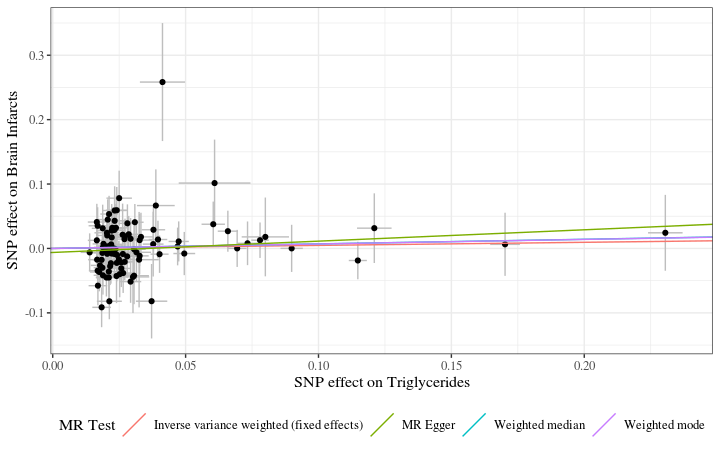 0.3
0.2
0.1
0.0
-0.1
SNP effect on Brain Infarcts
0.00 0.05 0.10 0.15 0.20
SNP effect on Triglycerides
MR Test Inverse variance weighted (fixed effects) MR Egger Weighted median Weighted mode